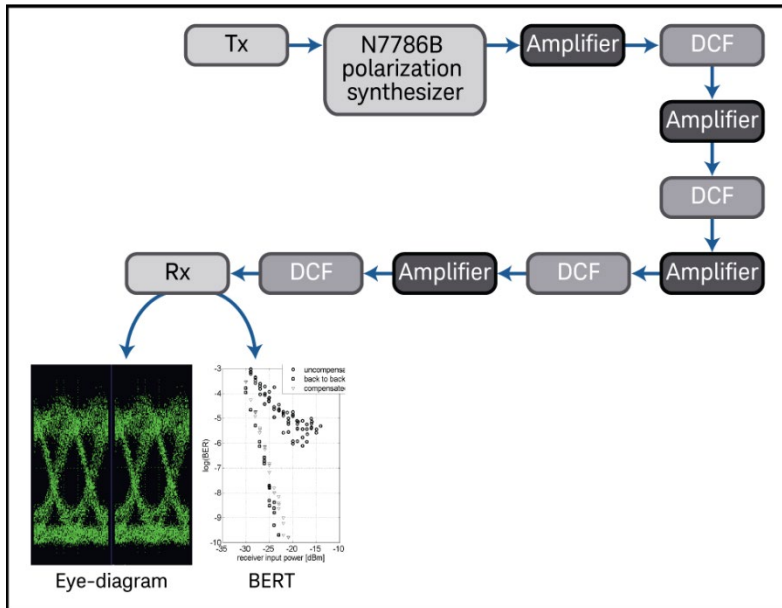 Tx
N7786B
polarization
synthesizer
Amplifier
DCF
Amplifier
DCF
Rx
DCF
Amplifier
DCF
Amplifier
uncompensa
back to back
compensated
-3
-4
-5
-6
-7
-8
-9
-10
log(BER)
-35
-30
-25
-20
-15
-10
receiver input power [dBm]
Eye-diagram
BERT